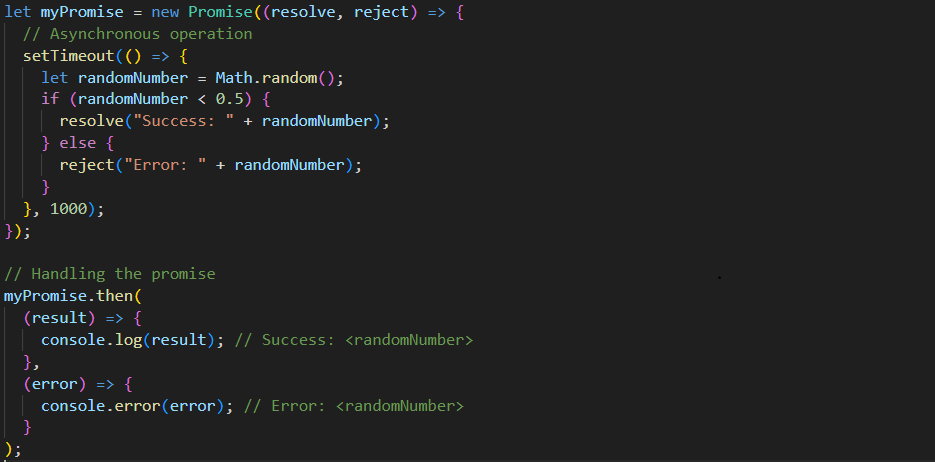 let myPromise = new Promise((resolve, reject) => {
  // Asynchronous operation
  setTimeout(() => {
    let randomNumber = Math.random();
    if (randomNumber < 0.5) {
      resolve("Success: " + randomNumber);
    } else {
      reject("Error: " + randomNumber);
    }
  }, 1000);
});

// Handling the promise
myPromise.then(
  (result) => {
    console.log(result); // Success: <randomNumber>
  },
  (error) => {
    console.error(error); // Error: <randomNumber>
  }
);